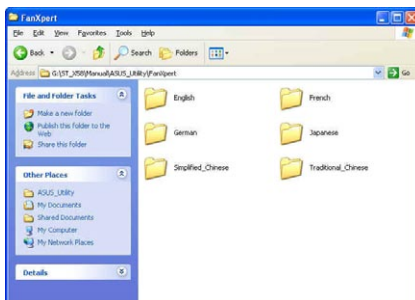 FanXpert
File Edit View Favorites Tools Help
Back Search Folders
Address G:\ST_X58\Manual\ASUS_Utility\FanXpert Go
File and Folder Tasks
Make a new folder
Publish this folder to the
Web
Share this folder
Other Places
ASUS_Utility
My Documents
Shared Documents
My Computer
My Network Places
Details
English
French
German
Japanese
Simplified_Chinese
Traditional_Chinese